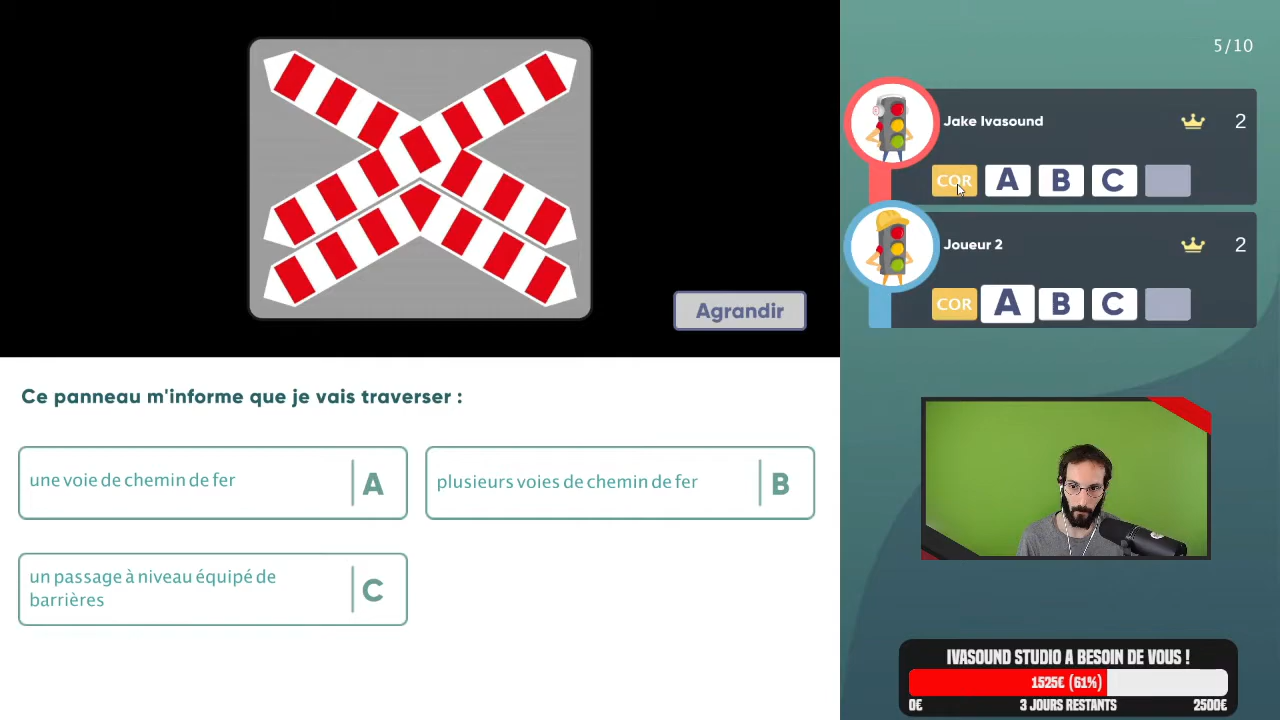 5/10
Jake Ivasound 2
COR A B C
Joueur 2 2
COR A B C
Agrandir
Ce panneau m'informe que je vais traverser :
une voie de chemin de fer A
plusieurs voies de chemin de fer B
un passage à niveau équipé de
barrières
C
IVASOUND STUDIO A BESOIN DE VOUS !
1525€ (61%)
0€ 3 JOURS RESTANTS 2500€